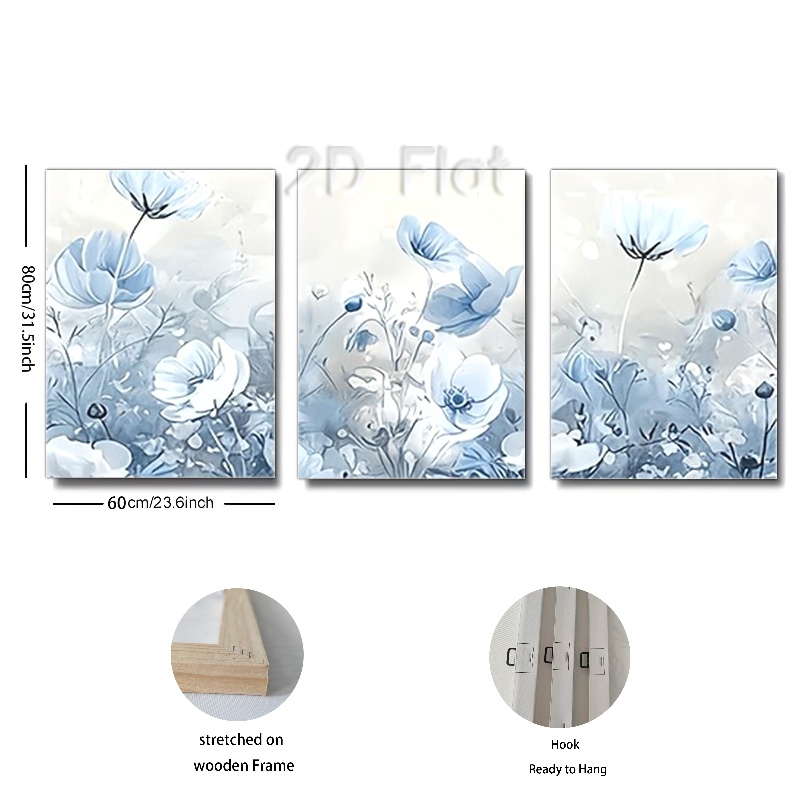 2D Flat
80cm/31.5inch
60cm/23.6inch
stretched on
wooden Frame
Hook
Ready to Hang